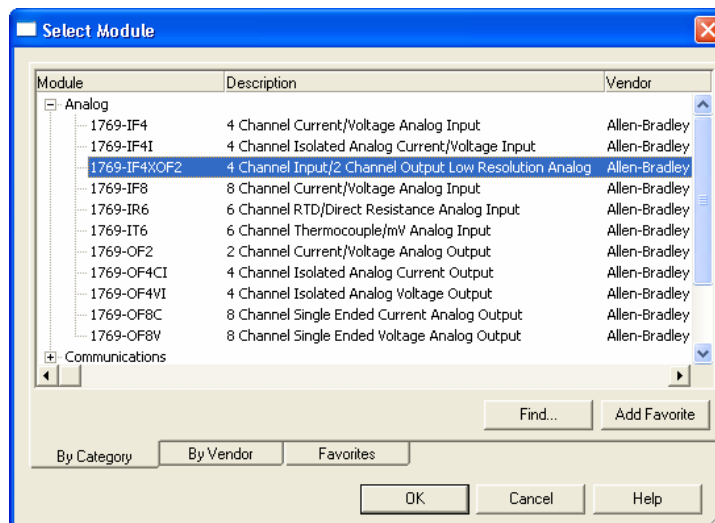 Select Module
Module Description Vendor
Analog
1769-IF4 4 Channel Current/Voltage Analog Input Allen-Bradley
1769-IF4I 4 Channel Isolated Analog Current/Voltage Input Allen-Bradley
1769-IF4XOF2 4 Channel Input/2 Channel Output Low Resolution Analog Allen-Bradley
1769-IF8 8 Channel Current/Voltage Analog Input Allen-Bradley
1769-IR6 6 Channel RTD/Direct Resistance Analog Input Allen-Bradley
1769-IT6 6 Channel Thermocouple/mV Analog Input Allen-Bradley
1769-OF2 2 Channel Current/Voltage Analog Output Allen-Bradley
1769-OF4CI 4 Channel Isolated Analog Current Output Allen-Bradley
1769-OF4VI 4 Channel Isolated Analog Voltage Output Allen-Bradley
1769-OF8C 8 Channel Single Ended Current Analog Output Allen-Bradley
1769-OF8V 8 Channel Single Ended Voltage Analog Output Allen-Bradley
Communications
Find... Add Favorite
By Category By Vendor Favorites
OK Cancel Help